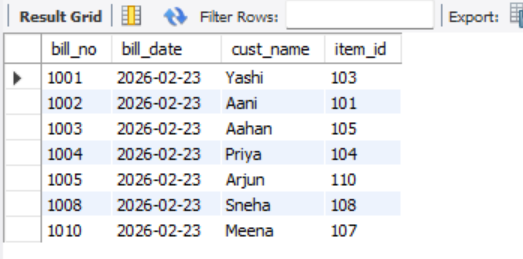 Result Grid Filter Rows: Export:
bill_no bill_date cust_name item_id
1001 2026-02-23 Yashi 103
1002 2026-02-23 Aani 101
1003 2026-02-23 Aahan 105
1004 2026-02-23 Priya 104
1005 2026-02-23 Arjun 110
1008 2026-02-23 Sneha 108
1010 2026-02-23 Meena 107